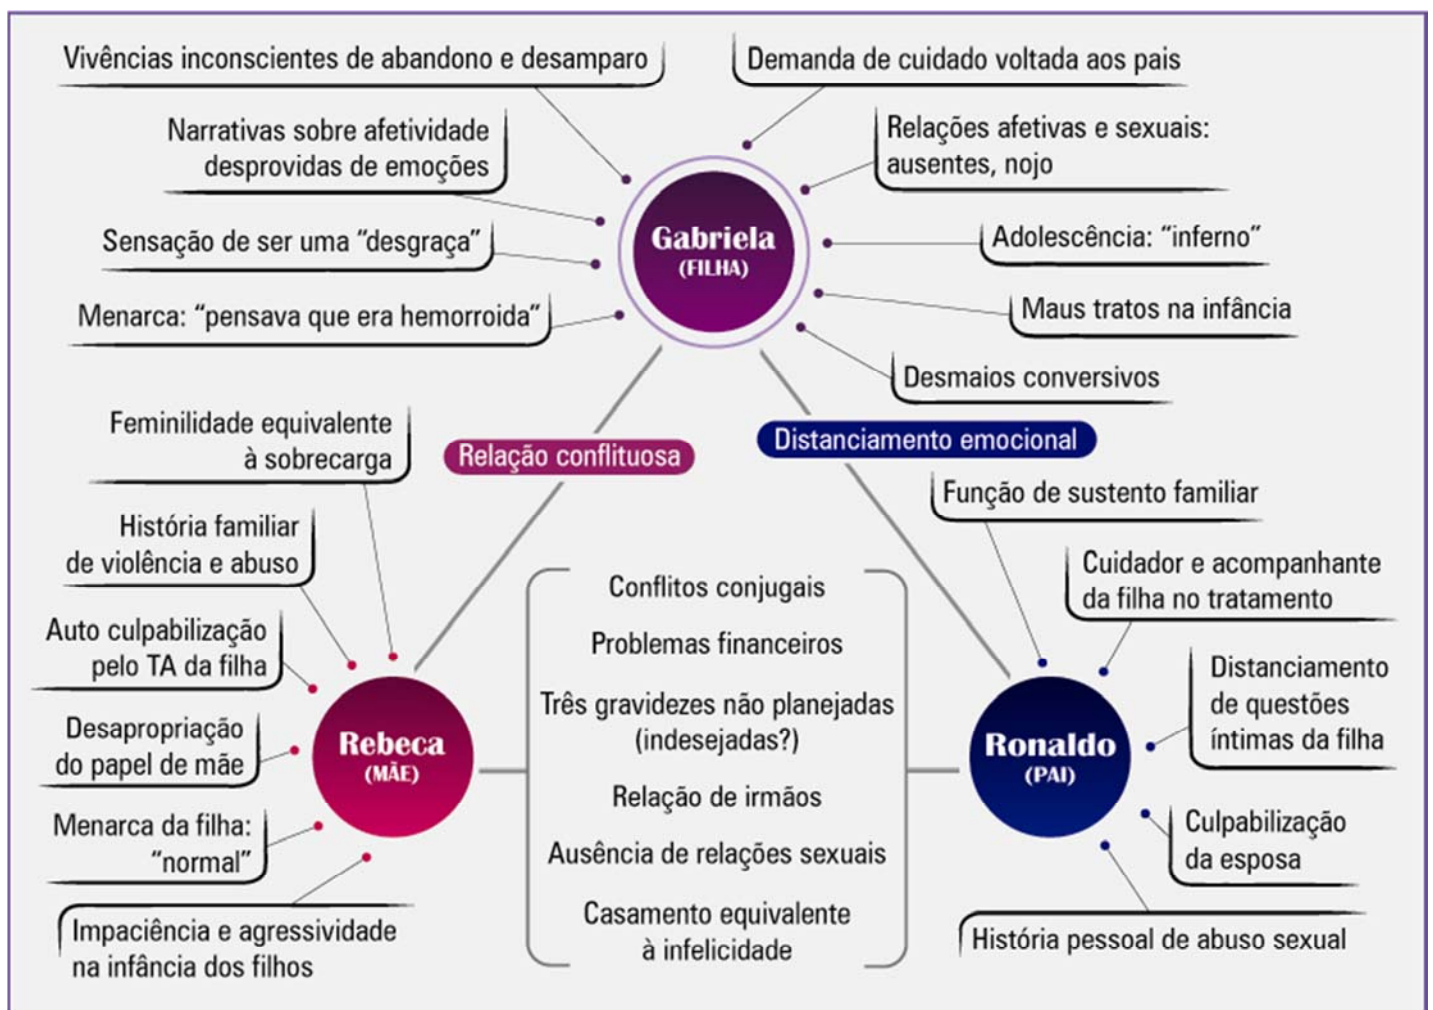 Vivências inconscientes de abandono e desamparo
Demanda de cuidado voltada aos pais
Narrativas sobre afetividade
desprovidas de emoções
Relações afetivas e sexuais:
ausentes, nojo
Sensação de ser uma “desgraça”
Gabriela
(FILHA)
Adolescência: “inferno”
Menarca: “pensava que era hemorroida”
Maus tratos na infância
Desmaios conversivos
Feminilidade equivalente
à sobrecarga
Relação conflituosa
Distanciamento emocional
História familiar
de violência e abuso
Função de sustento familiar
Auto culpabilização
pelo TA da filha
Cuidador e acompanhante
da filha no tratamento
Desapropriação
do papel de mãe
Rebeca
(MÃE)
Menarca da filha:
“normal”
Impaciência e agressividade
na infância dos filhos
Conflitos conjugais
Problemas financeiros
Três gravidezes não planejadas
(indesejadas?)
Relação de irmãos
Ausência de relações sexuais
Casamento equivalente
à infelicidade
Ronaldo
(PAI)
Distanciamento
de questões
íntimas da filha
Culpabilização
da esposa
História pessoal de abuso sexual